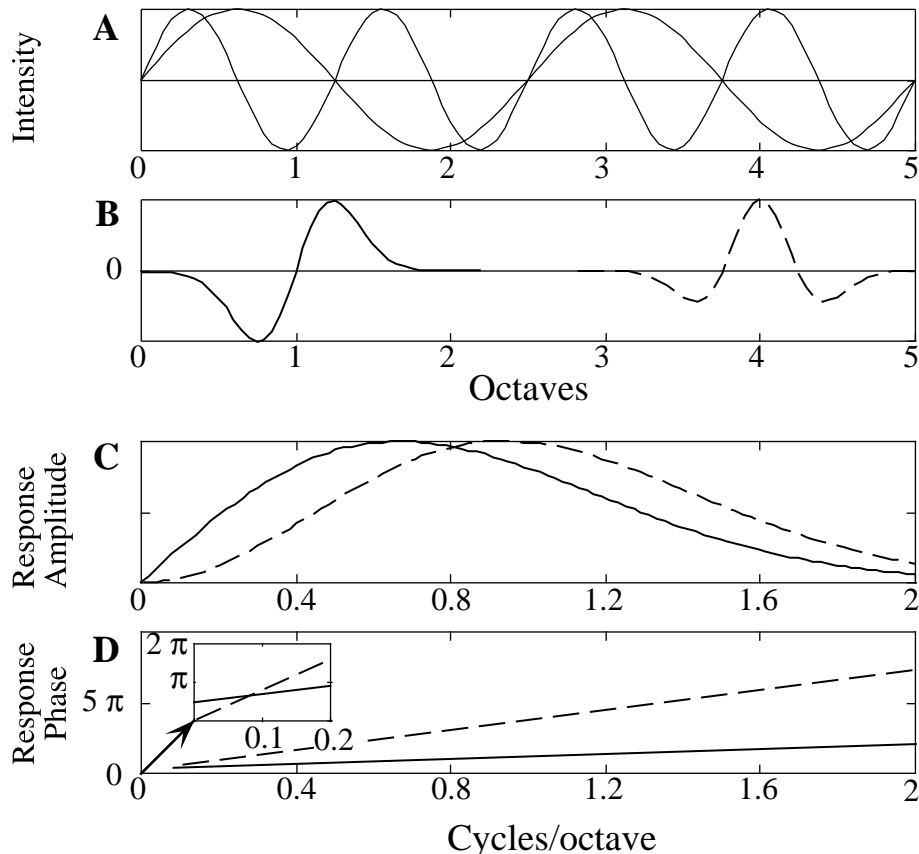 A
Intensity
0 1 2 3 4 5
B
0
0 1 2 3 4 5
Octaves
C
Response
Amplitude
0 0.4 0.8 1.2 1.6 2
D
2 π
π
0.1 0.2
5 π
0
Response
Phase
0 0.4 0.8 1.2 1.6 2
Cycles/octave